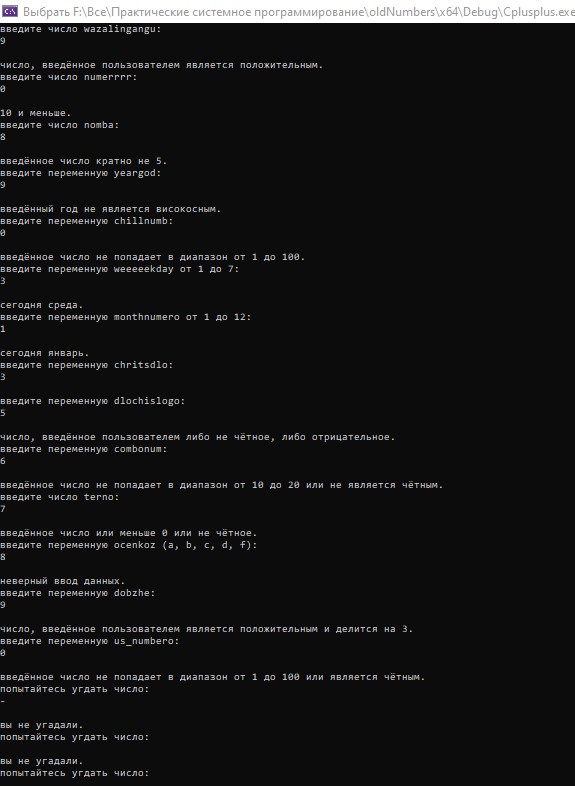 Выбрать F:\Все\Практические системное программирование\oldNumbers\x64\Debug\Cplusplus.exe
введите число wazalingangu:
9
число, введённое пользователем является положительным.
введите число numerrrr:
0
10 и меньше.
введите число nomba:
8
введённое число кратно не 5.
введите переменную yeargod:
9
введённый год не является високосным.
введите переменную chillnumb:
0
введённое число не попадает в диапазон от 1 до 100.
введите переменную weeeeekday от 1 до 7:
3
сегодня среда.
введите переменную monthnumero от 1 до 12:
1
сегодня январь.
введите переменную chritsdlo:
3
введите переменную dlochislogo:
5
число, введённое пользователем либо не чётное, либо отрицательное.
введите переменную combonum:
6
введённое число не попадает в диапазон от 10 до 20 или не является чётным.
введите число terno:
7
введённое число или меньше 0 или не чётное.
введите переменную ocenkoz (a, b, c, d, f):
8
неверный ввод данных.
введите переменную dobzhe:
9
число, введённое пользователем является положительным и делится на 3.
введите переменную us_numbero:
0
введённое число не попадает в диапазон от 1 до 100 или является чётным.
попытайтесь угдать число:
-
вы не угадали.
попытайтесь угдать число:
вы не угадали.
попытайтесь угдать число: